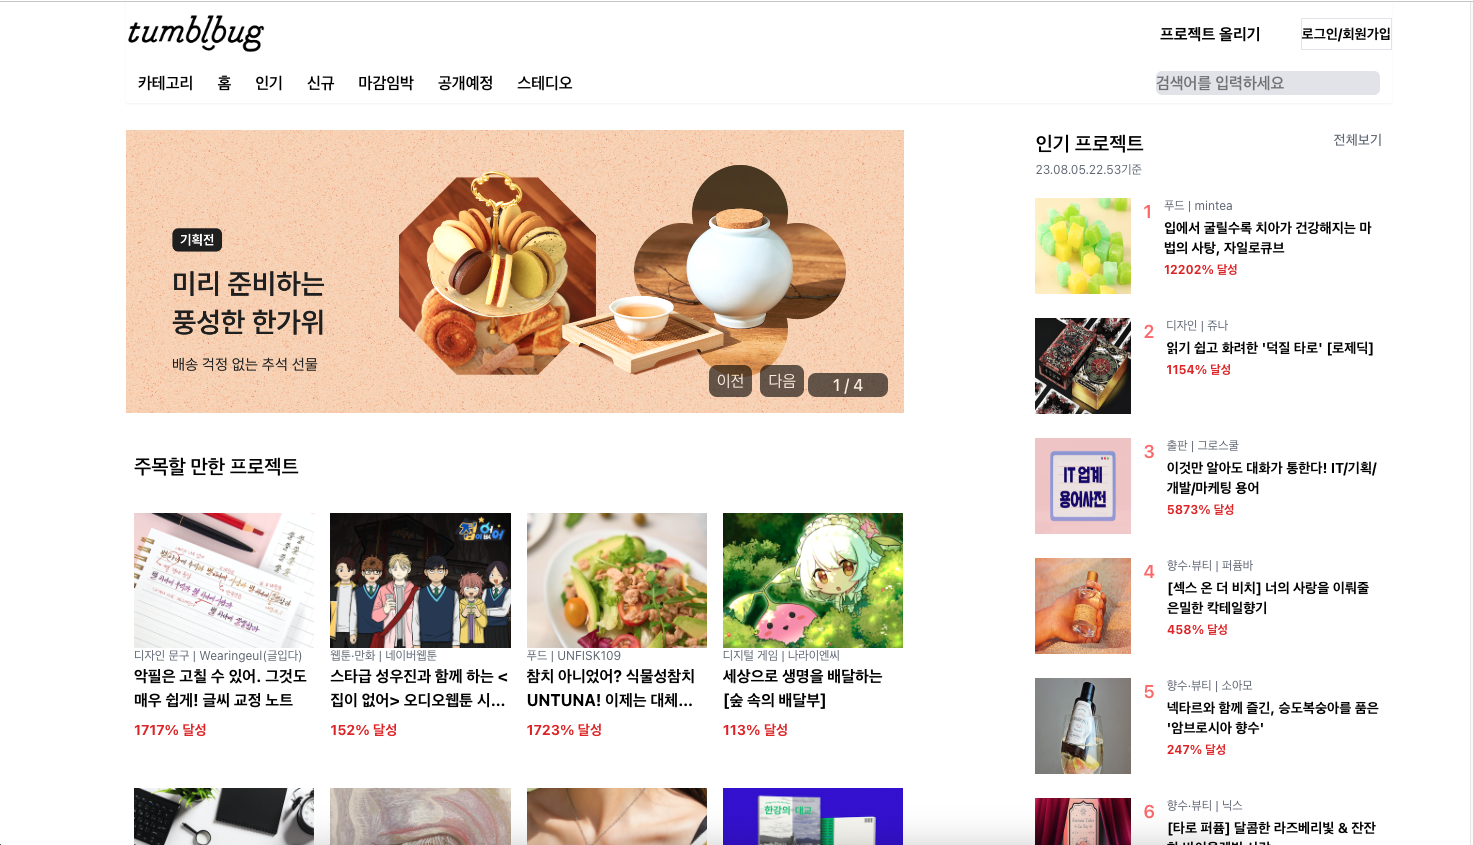 tumblbug
프로젝트 올리기
로그인/회원가입
카테고리 홈 인기 신규 마감임박 공개예정 스테디오
검색어를 입력하세요
기획전
미리 준비하는
풍성한 한가위
배송 걱정 없는 추석 선물
이전 다음 1 / 4
주목할 만한 프로젝트
디자인 문구 | Wearingeul(글입다)
악필은 고칠 수 있어. 그것도
매우 쉽게! 글씨 교정 노트
1717% 달성
집이 없어
웹툰·만화 | 네이버웹툰
스타급 성우진과 함께 하는 <
집이 없어> 오디오웹툰 시...
152% 달성
푸드 | UNFISK109
참치 아니었어? 식물성참치
UNTUNA! 이제는 대체...
1723% 달성
디지털 게임 | 나라이엔씨
세상으로 생명을 배달하는
[숲 속의 배달부]
113% 달성
한강의 대교
인기 프로젝트
전체보기
23.08.05.22.53기준
1
푸드 | mintea
입에서 굴릴수록 치아가 건강해지는 마
법의 사탕, 자일로큐브
12202% 달성
2
디자인 | 쥬나
읽기 쉽고 화려한 '덕질 타로' [로제딕]
1154% 달성
IT 업계
용어사전
3
출판 | 그로스쿨
이것만 알아도 대화가 통한다! IT/기획/
개발/마케팅 용어
5873% 달성
4
향수·뷰티 | 퍼퓸바
[섹스 온 더 비치] 너의 사랑을 이뤄줄
은밀한 칵테일향기
458% 달성
5
향수·뷰티 | 소아모
넥타르와 함께 즐긴, 승도복숭아를 품은
'암브로시아 향수'
247% 달성
6
향수·뷰티 | 닉스
[타로 퍼퓸] 달콤한 라즈베리빛 & 잔잔